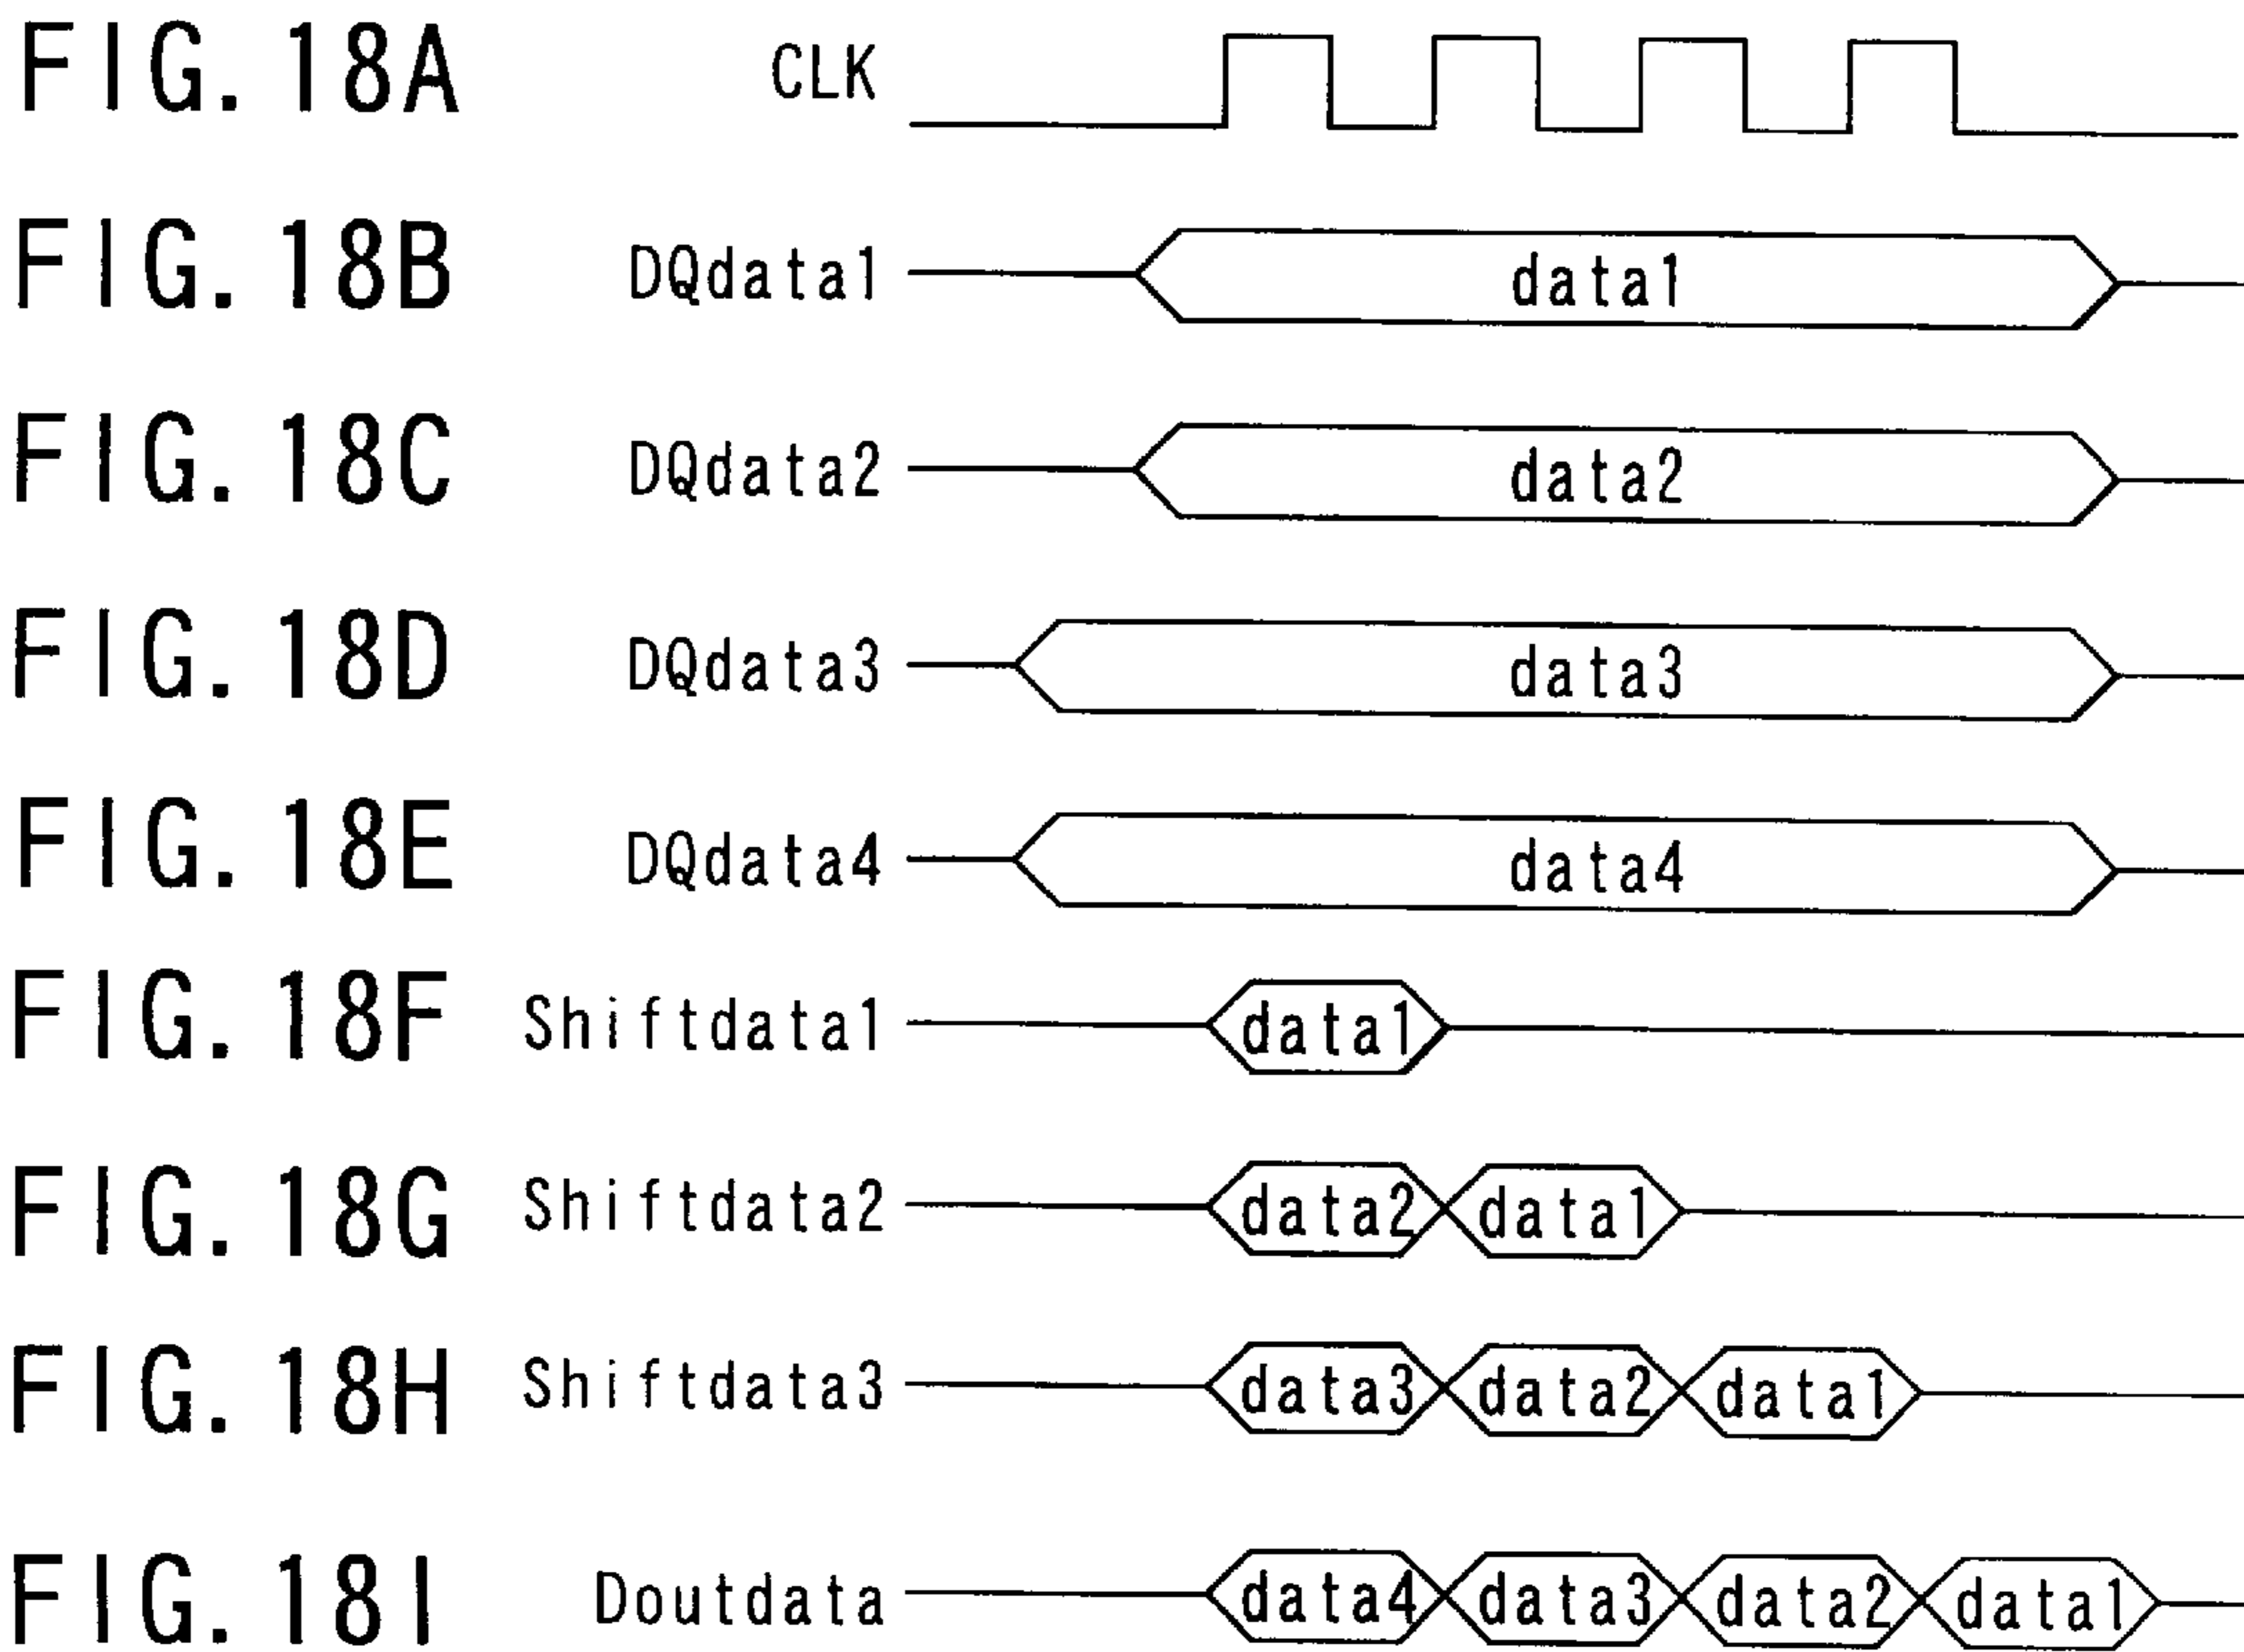 FIG. 18A CLK
FIG. 18B DQdata1 data1
FIG. 18C DQdata2 data2
FIG. 18D DQdata3 data3
FIG. 18E DQdata4 data4
FIG. 18F Shiftdata1 data1
FIG. 18G Shiftdata2 data2 data1
FIG. 18H Shiftdata3 data3 data2 data1
FIG. 18I Doutdata data4 data3 data2 data1